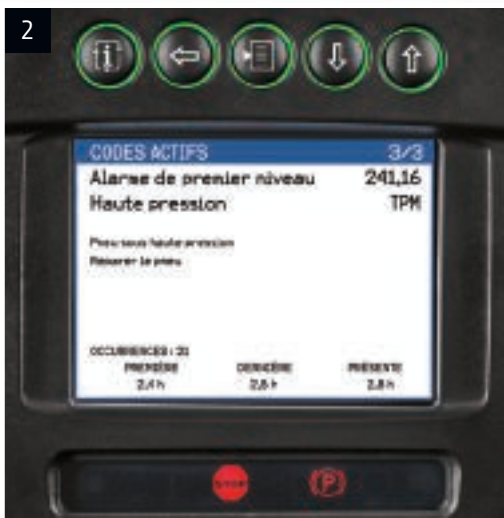 2
CODES ACTIFS 3/3
Alarme de premier niveau 241,16
Haute pression TPM
Pneu sous haute pression
Réparer le pneu
OCCURRENCES : 21
PREMIÈRE DERNIÈRE PRÉSENTE
2,4 h 2,8 h 2,8 h
STOP P